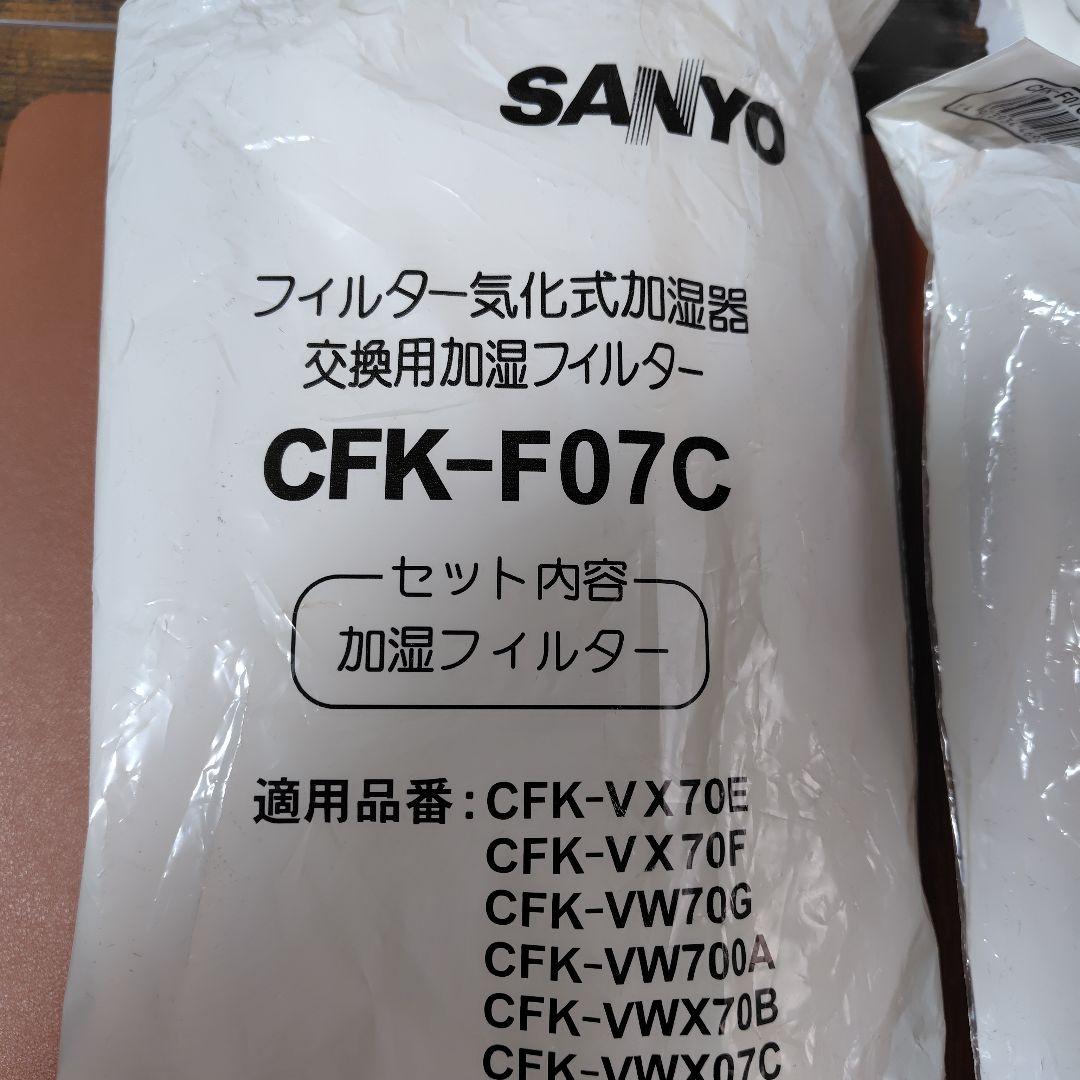 SANYO
フィルター気化式加湿器
交換用加湿フィルター
CFK-F07C
セット内容
加湿フィルター
適用品番：CFK-VX70E
CFK-VX70F
CFK-VW70G
CFK-VW700A
CFK-VWX70B
CFK-VWX07C